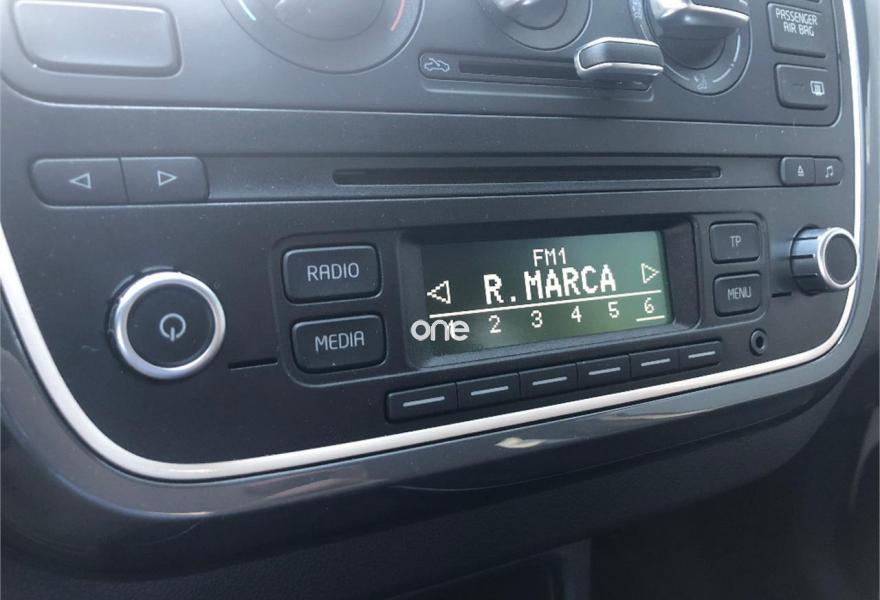 PASSENGER
AIR BAG
RADIO
MEDIA
FM1
R.MARCA
2 3 4 5 6
one
TP
MENU